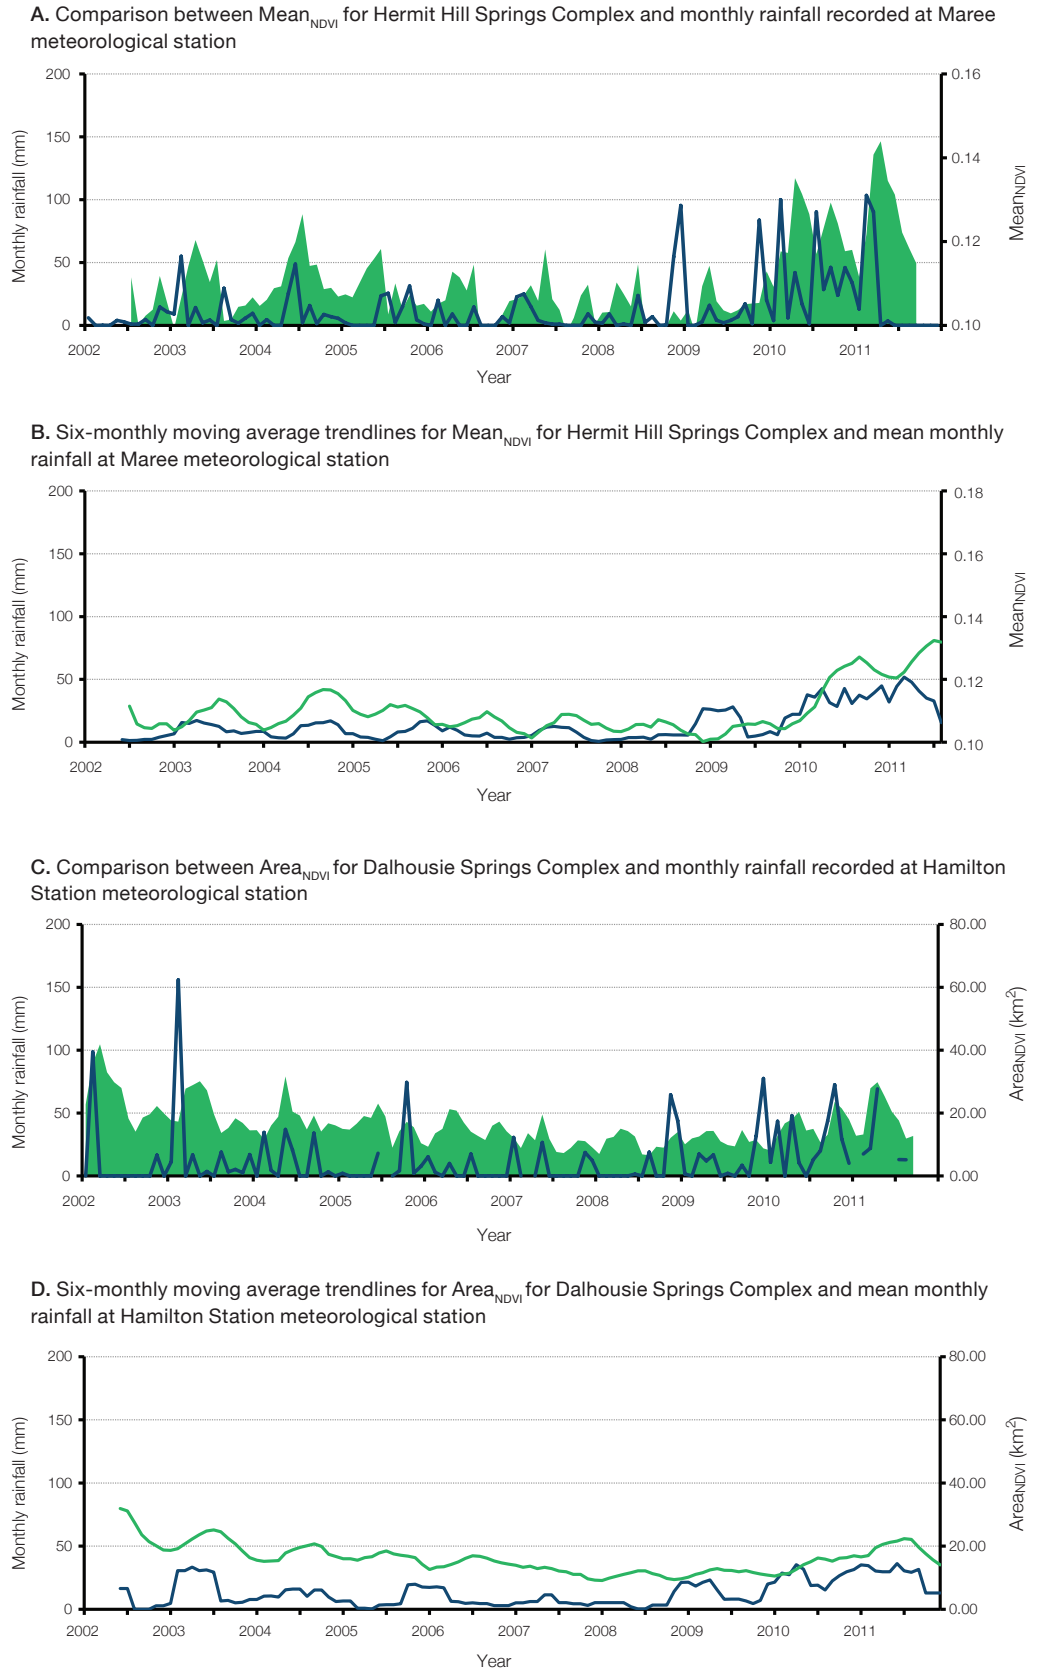 A. Comparison between MeanNDVI for Hermit Hill Springs Complex and monthly rainfall recorded at Maree
meteorological station
200
150
100
50
0
Monthly rainfall (mm)
0.16
0.14
0.12
0.10
MeanNDVI
2002 2003 2004 2005 2006 2007 2008 2009 2010 2011
Year
B. Six-monthly moving average trendlines for MeanNDVI for Hermit Hill Springs Complex and mean monthly
rainfall at Maree meteorological station
200
150
100
50
0
Monthly rainfall (mm)
0.18
0.16
0.14
0.12
0.10
MeanNDVI
2002 2003 2004 2005 2006 2007 2008 2009 2010 2011
Year
C. Comparison between AreaNDVI for Dalhousie Springs Complex and monthly rainfall recorded at Hamilton
Station meteorological station
200
150
100
50
0
Monthly rainfall (mm)
80.00
60.00
40.00
20.00
0.00
AreaNDVI (km²)
2002 2003 2004 2005 2006 2007 2008 2009 2010 2011
Year
D. Six-monthly moving average trendlines for AreaNDVI for Dalhousie Springs Complex and mean monthly
rainfall at Hamilton Station meteorological station
200
150
100
50
0
Monthly rainfall (mm)
80.00
60.00
40.00
20.00
0.00
AreaNDVI (km²)
2002 2003 2004 2005 2006 2007 2008 2009 2010 2011
Year